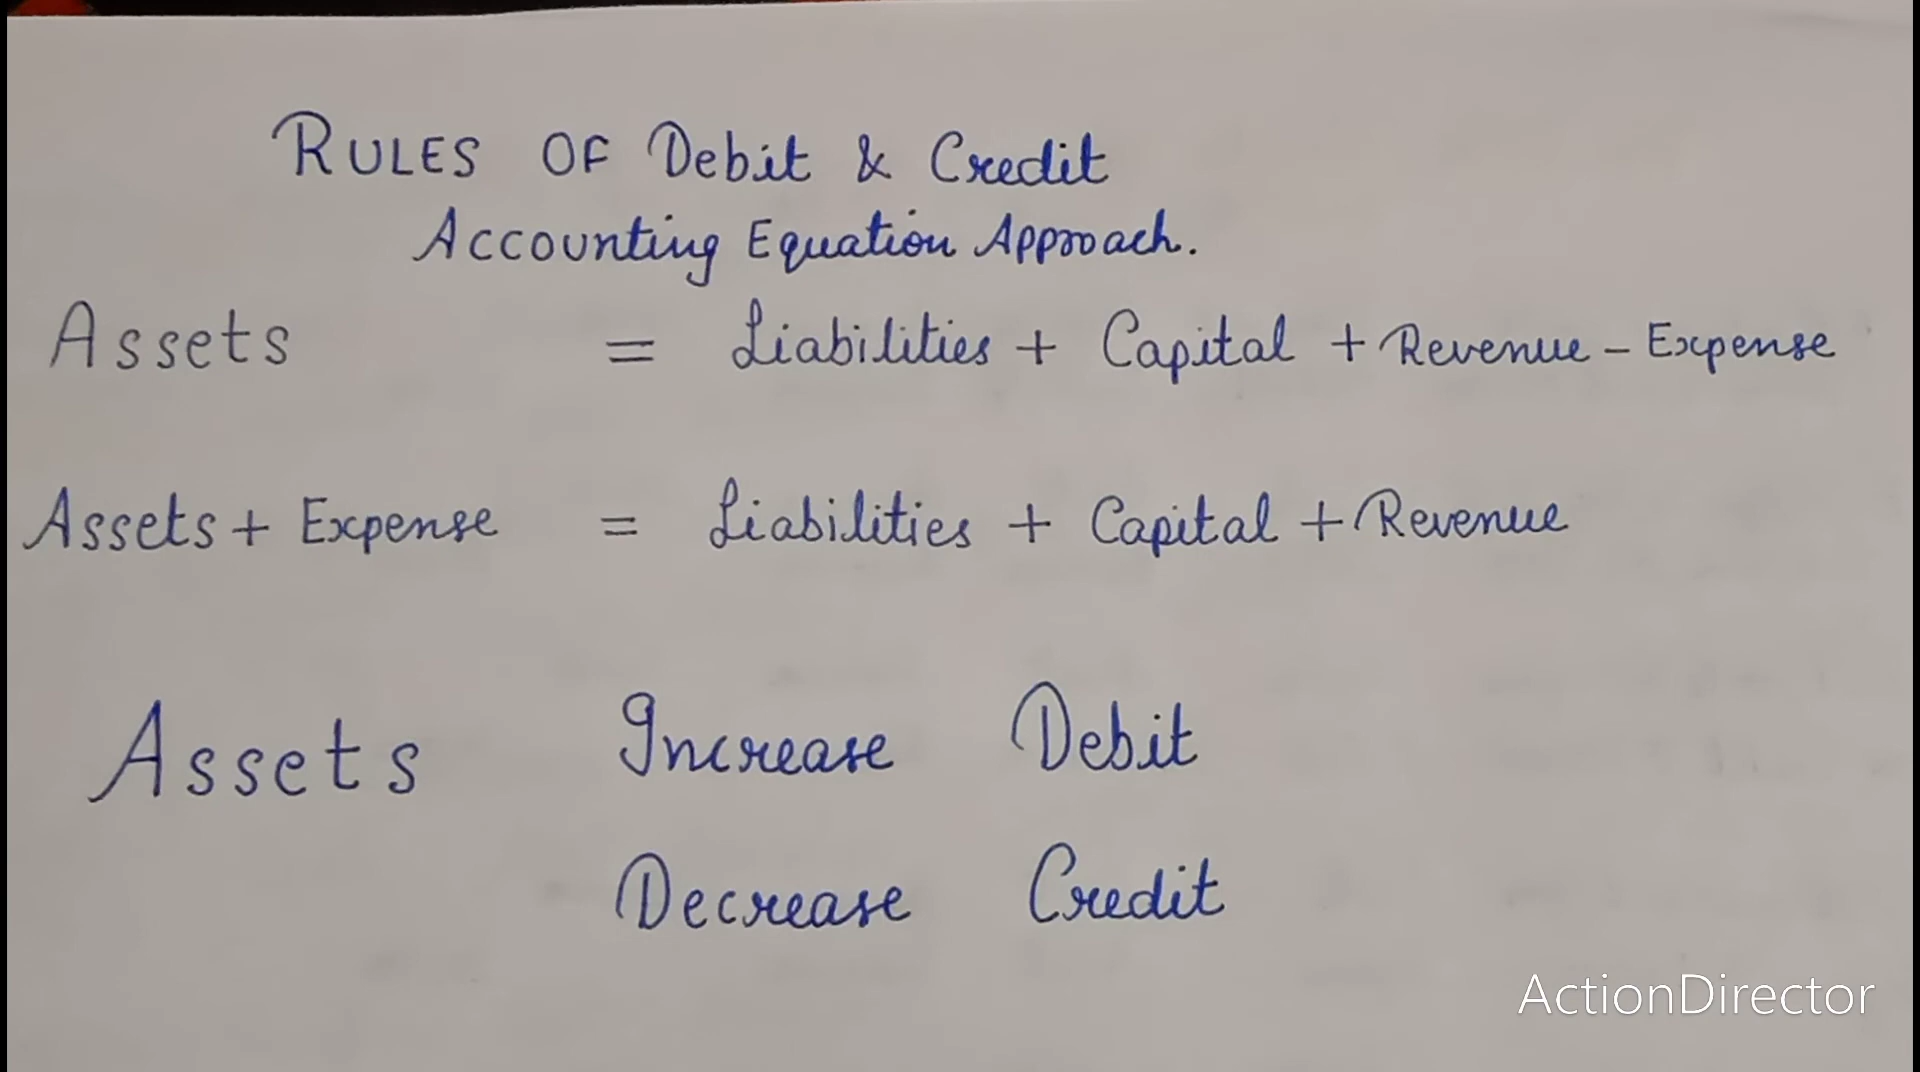 RULES OF Debit & Credit
Accounting Equation Approach.
Assets = Liabilities + Capital + Revenue - Expense
Assets + Expense = Liabilities + Capital + Revenue
Assets Increase Debit
Decrease Credit
ActionDirector